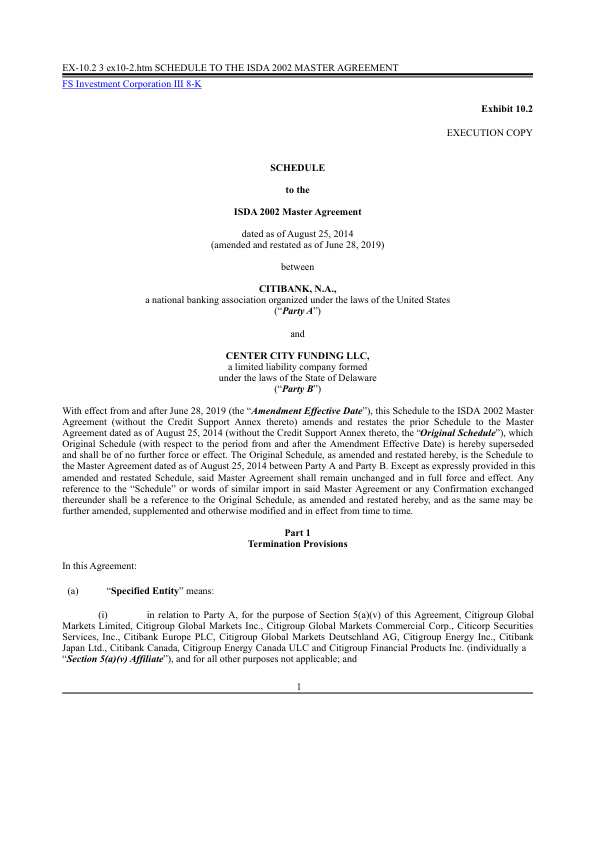 EX-10.2 3 ex10-2.htm SCHEDULE TO THE ISDA 2002 MASTER AGREEMENT
FS Investment Corporation III 8-K
Exhibit 10.2
EXECUTION COPY
SCHEDULE
to the
ISDA 2002 Master Agreement
dated as of August 25, 2014
(amended and restated as of June 28, 2019)
between
CITIBANK, N.A.,
a national banking association organized under the laws of the United States
(“Party A”)
and
CENTER CITY FUNDING LLC,
a limited liability company formed
under the laws of the State of Delaware
(“Party B”)
With effect from and after June 28, 2019 (the “Amendment Effective Date”), this Schedule to the ISDA 2002 Master
Agreement (without the Credit Support Annex thereto) amends and restates the prior Schedule to the Master
Agreement dated as of August 25, 2014 (without the Credit Support Annex thereto, the “Original Schedule”), which
Original Schedule (with respect to the period from and after the Amendment Effective Date) is hereby superseded
and shall be of no further force or effect. The Original Schedule, as amended and restated hereby, is the Schedule to
the Master Agreement dated as of August 25, 2014 between Party A and Party B. Except as expressly provided in this
amended and restated Schedule, said Master Agreement shall remain unchanged and in full force and effect. Any
reference to the “Schedule” or words of similar import in said Master Agreement or any Confirmation exchanged
thereunder shall be a reference to the Original Schedule, as amended and restated hereby, and as the same may be
further amended, supplemented and otherwise modified and in effect from time to time.
Part 1
Termination Provisions
In this Agreement:
(a) “Specified Entity” means:
(i) in relation to Party A, for the purpose of Section 5(a)(v) of this Agreement, Citigroup Global
Markets Limited, Citigroup Global Markets Inc., Citigroup Global Markets Commercial Corp., Citicorp Securities
Services, Inc., Citibank Europe PLC, Citigroup Global Markets Deutschland AG, Citigroup Energy Inc., Citibank
Japan Ltd., Citibank Canada, Citigroup Energy Canada ULC and Citigroup Financial Products Inc. (individually a
“Section 5(a)(v) Affiliate”), and for all other purposes not applicable; and
1